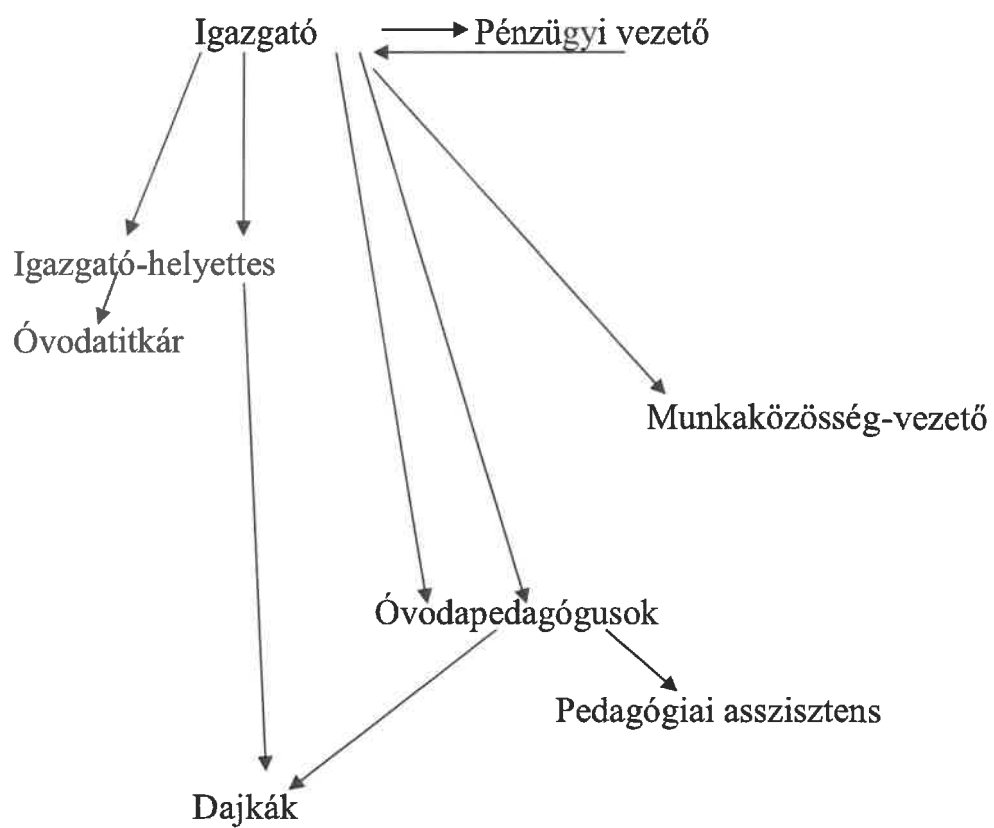 Igazgató
Pénzügyi vezető
Igazgató-helyettes
Óvodatitkár
Munkaközösség-vezető
Óvodapedagógusok
Pedagógiai asszisztens
Dajkák